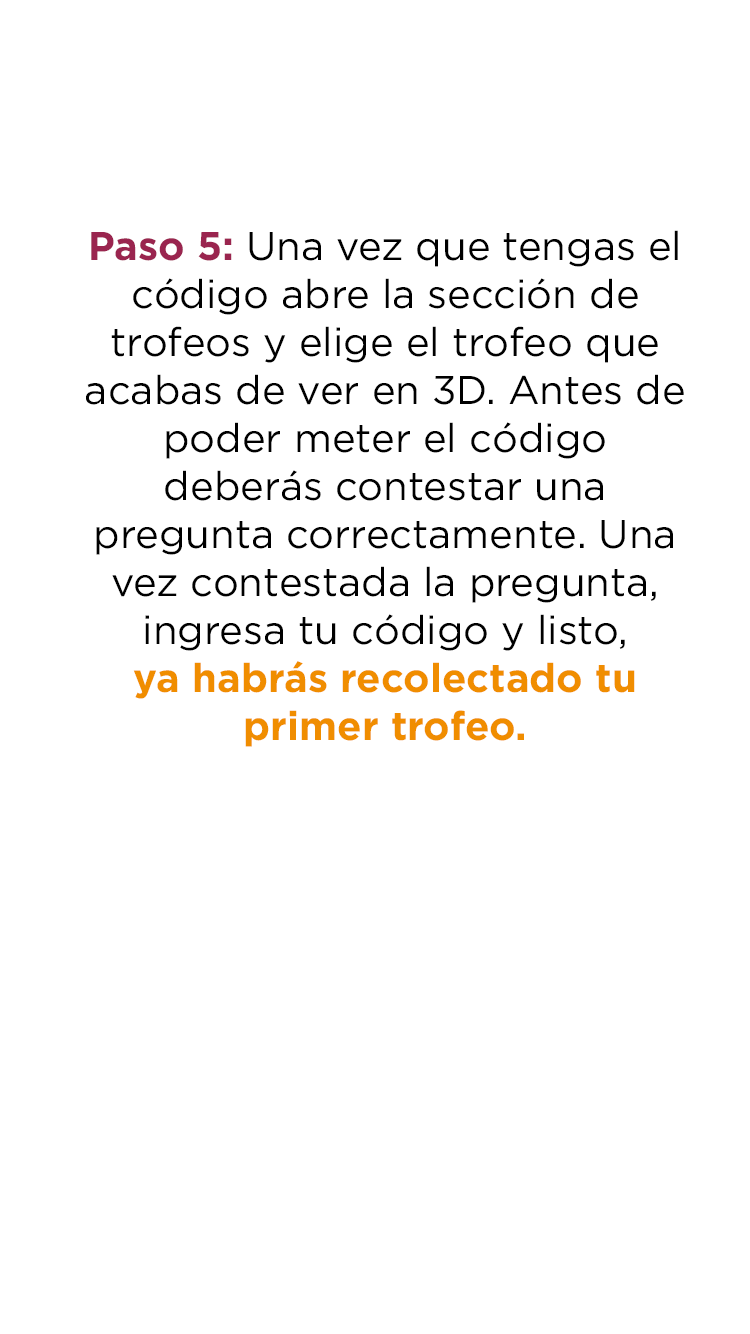 Paso 5: Una vez que tengas el
código abre la sección de
trofeos y elige el trofeo que
acabas de ver en 3D. Antes de
poder meter el código
deberás contestar una
pregunta correctamente. Una
vez contestada la pregunta,
ingresa tu código y listo,
ya habrás recolectado tu
primer trofeo.